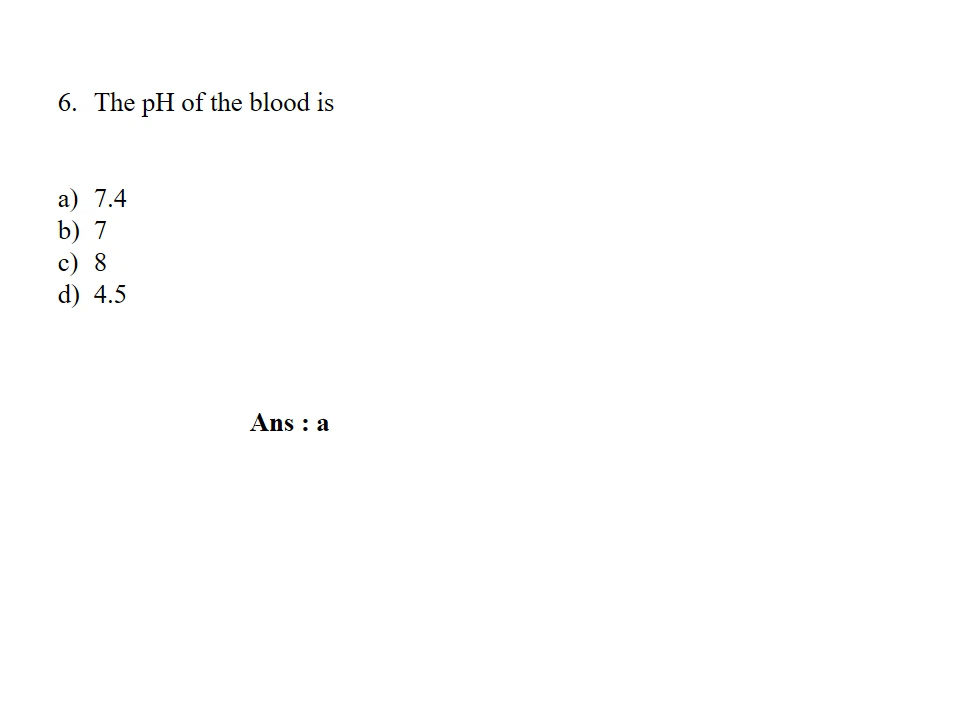 6. The pH of the blood is
a) 7.4
b) 7
c) 8
d) 4.5
Ans : a